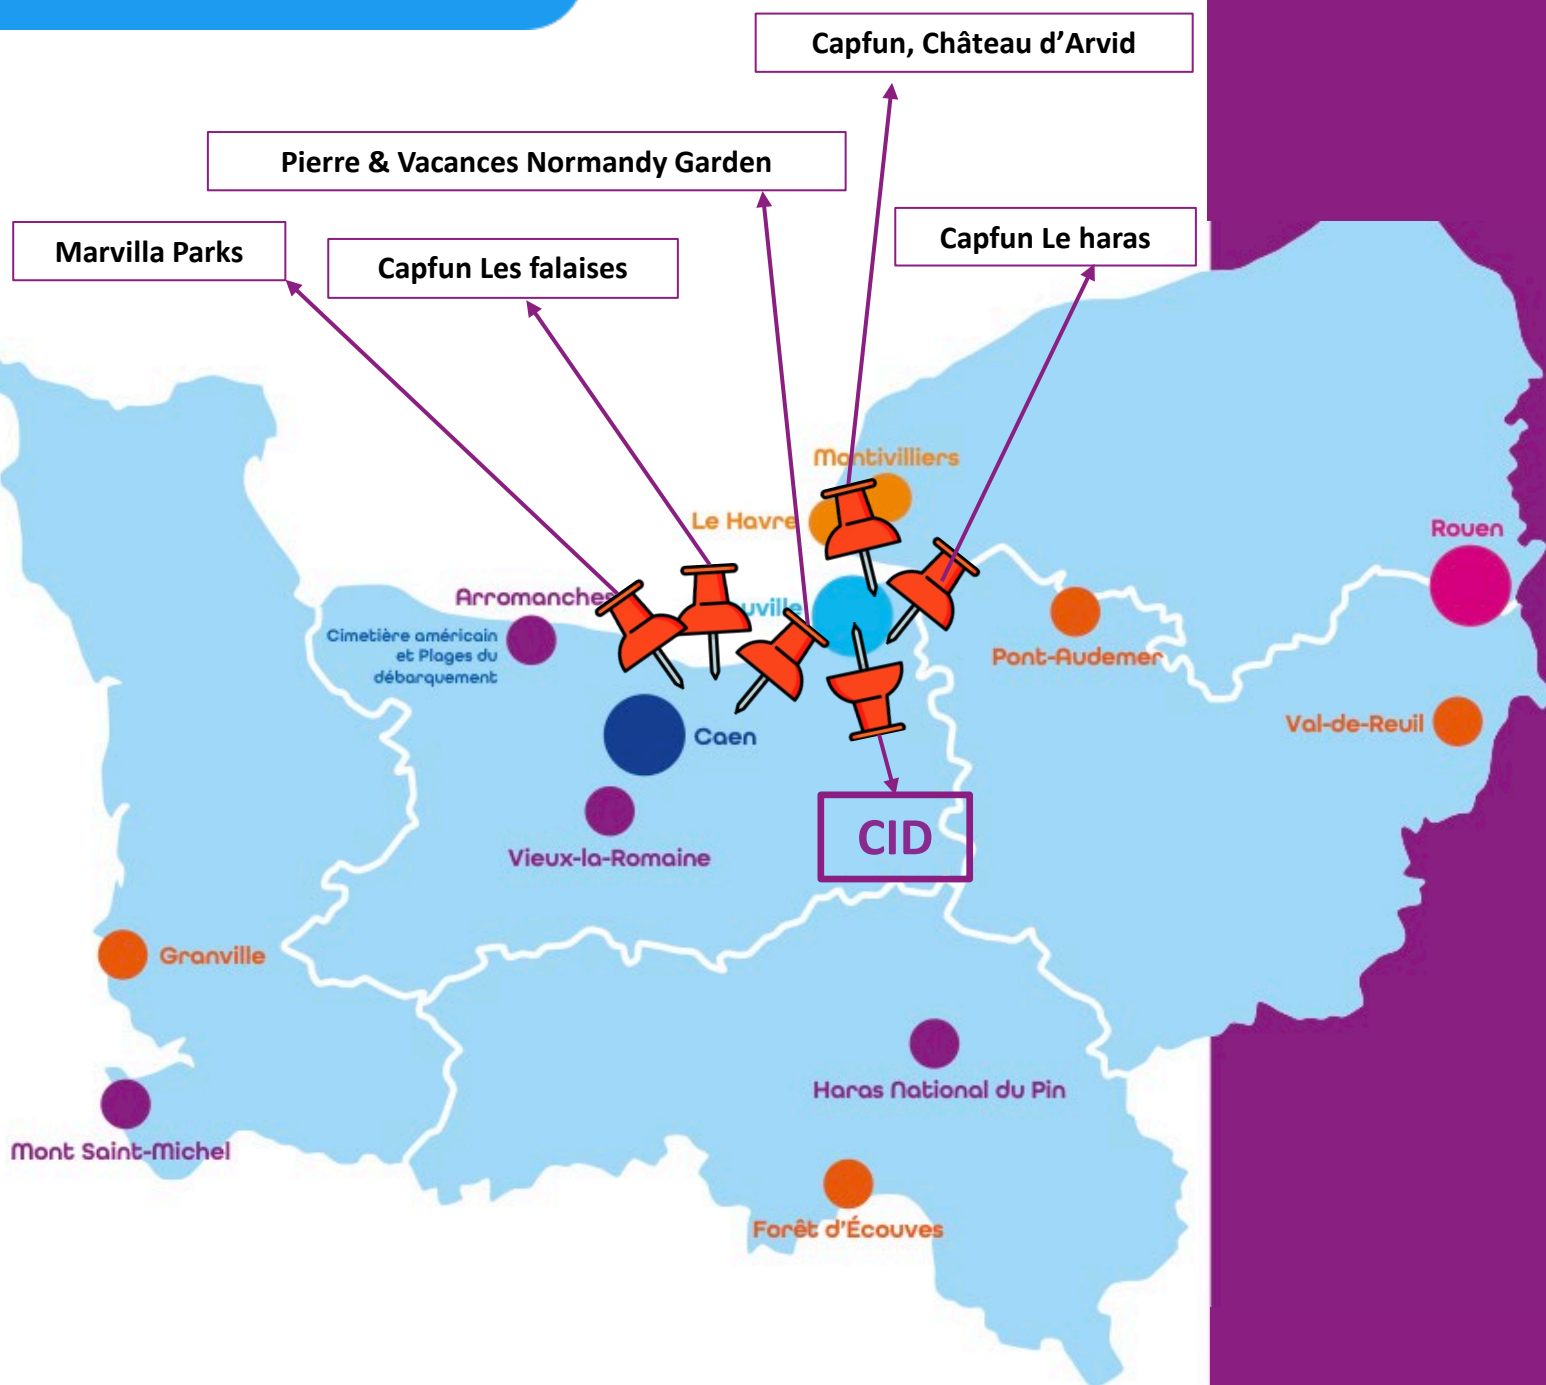 Capfun, Château d’Arvid
Pierre & Vacances Normandy Garden
Marvilla Parks
Capfun Les falaises
Capfun Le haras
Montivilliers
Le Havre
Rouen
Arromanches
uville
Cimetière américain
et Plages du
débarquement
Pont-Audemer
Val-de-Reuil
Caen
CID
Vieux-la-Romaine
Granville
Haras National du Pin
Mont Saint-Michel
Forêt d'Écouves